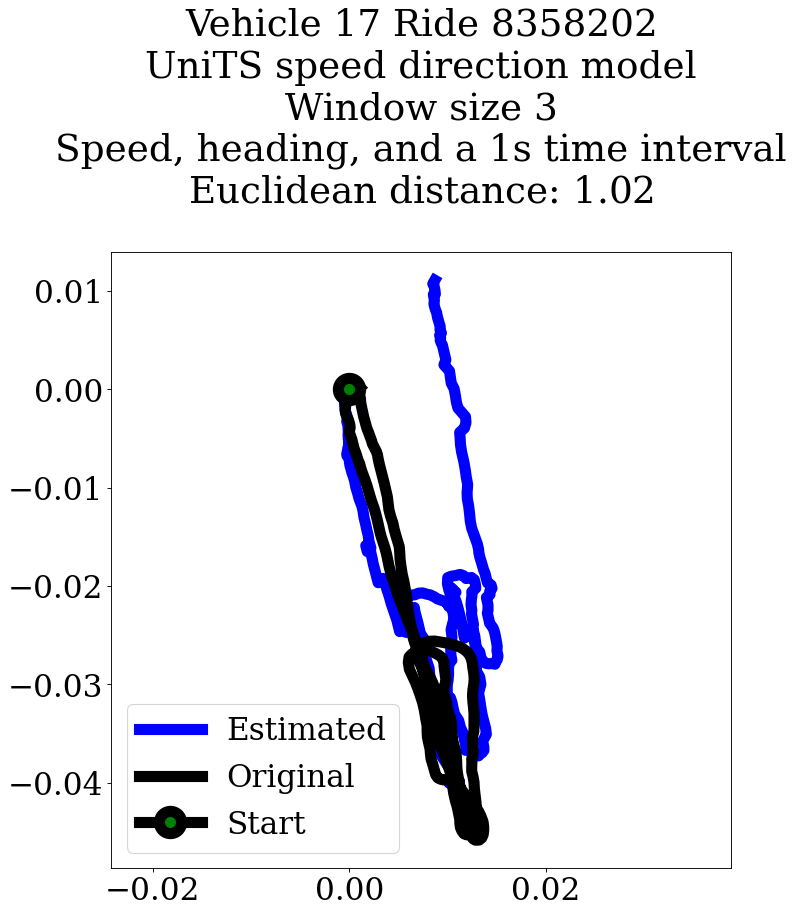 Vehicle 17 Ride 8358202
UniTS speed direction model
Window size 3
Speed, heading, and a 1s time interval
Euclidean distance: 1.02
0.01
0.00
−0.01
−0.02
−0.03
−0.04
Estimated
Original
Start
−0.02 0.00 0.02